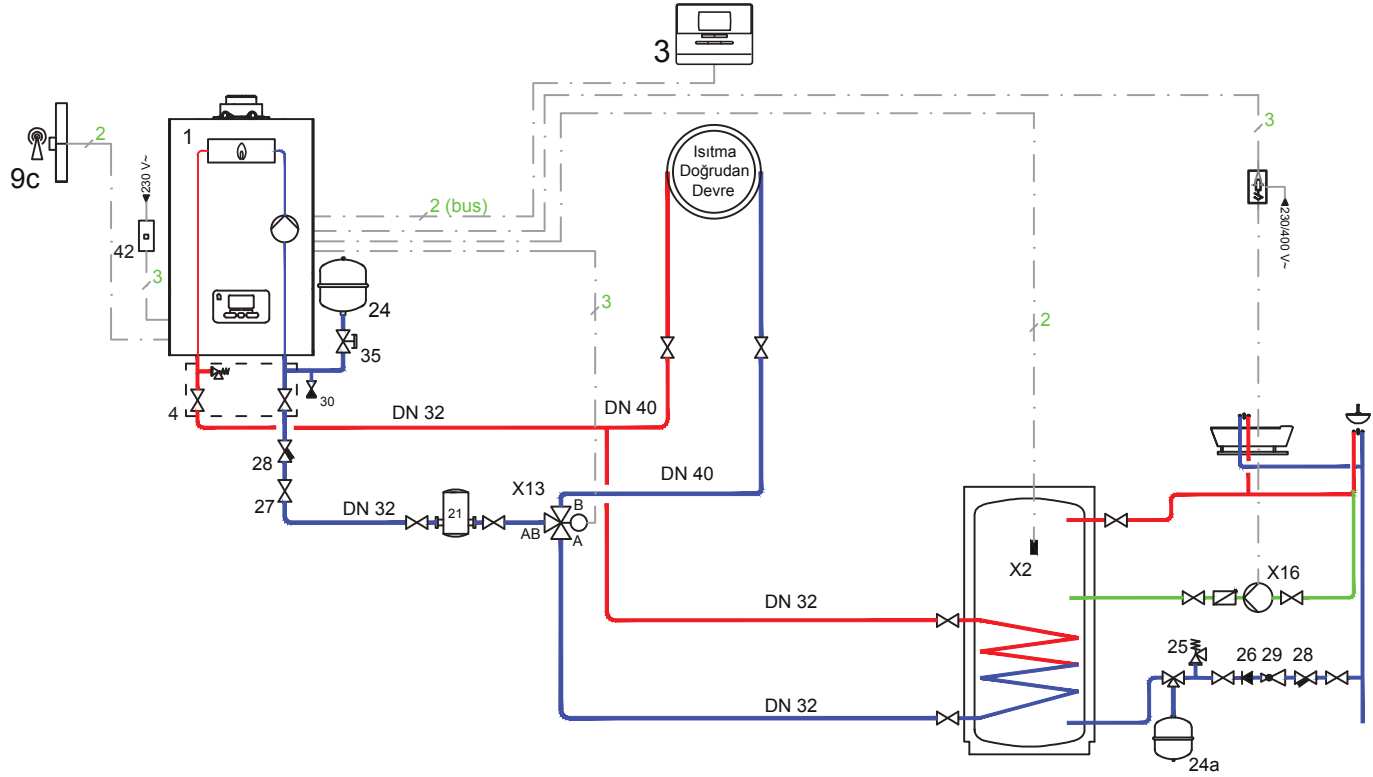 3
1
9c
2
230 V~
42
3
2 (bus)
Isıtma
Doğrudan
Devre
3
230/400 V~
24
3
2
35
30
4
DN 32
DN 40
28
27
DN 32
21
X13
B
AB
A
DN 40
X2
X16
DN 32
25
26
29
28
DN 32
24a